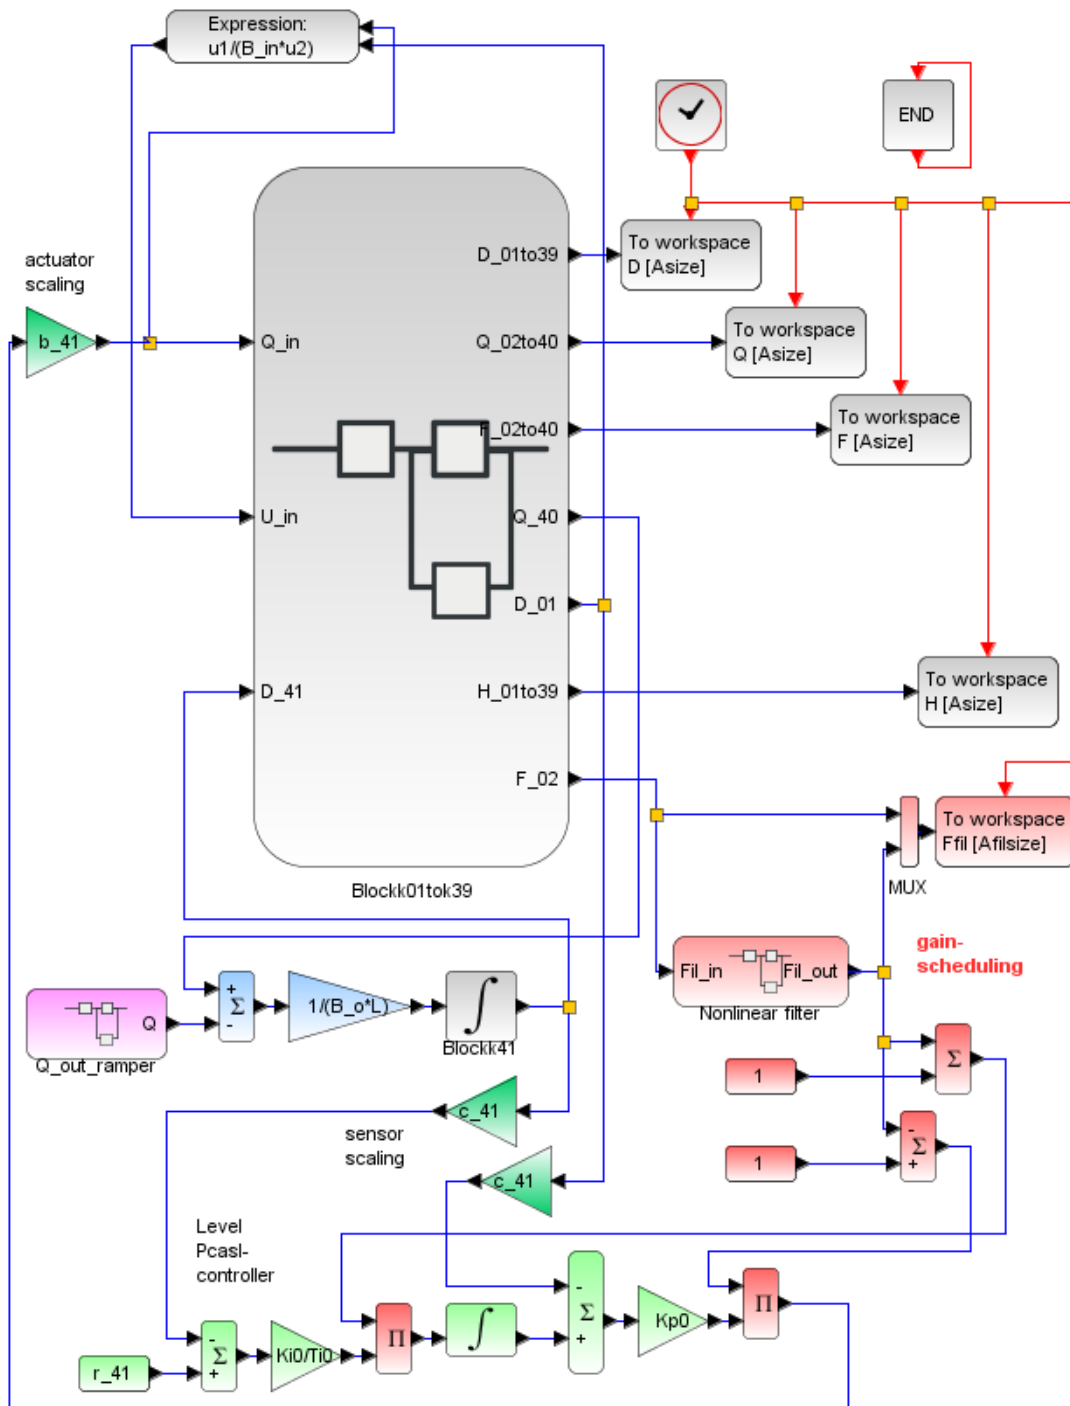 Expression:
u1/(B_in*u2)
END
To workspace
D [Asize]
D_01to39
actuator
scaling
b_41
Q_in
Q_02to40
To workspace
Q [Asize]
F_02to40
To workspace
F [Asize]
U_in
Q_40
D_01
D_41
H_01to39
To workspace
H [Asize]
F_02
To workspace
Ffil [Afilsize]
MUX
Blockk01tok39
gain-
scheduling
Fil_in
Fil_out
Nonlinear filter
+
Σ
-
1/(B_o*L)
∫
Blockk41
Q
Q_out_ramper
Σ
1
c_41
sensor
scaling
-
Σ
+
1
c_41
Level
Pcasl-
controller
-
Σ
+
Kp0
Π
r_41
-
Σ
+
Ki0/Ti0
Π
∫